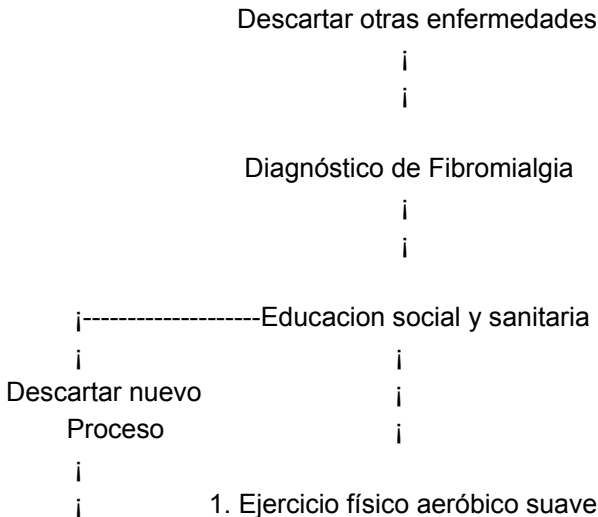 Descartar otras enfermedades
¡
¡
Diagnóstico de Fibromialgia
¡
¡
¡--------------------Educacion social y sanitaria
¡ ¡
Descartar nuevo ¡
Proceso ¡
¡
¡ 1. Ejercicio físico aeróbico suave